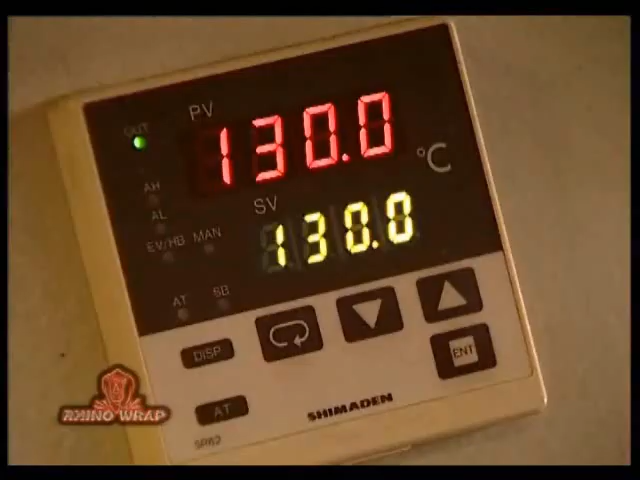 PV
130.0
OUT
°C
AH
SV
130.0
AL
EV/HB MAN
AT SB
DISP
ENT
AT
SHIMADEN
RHINO WRAP